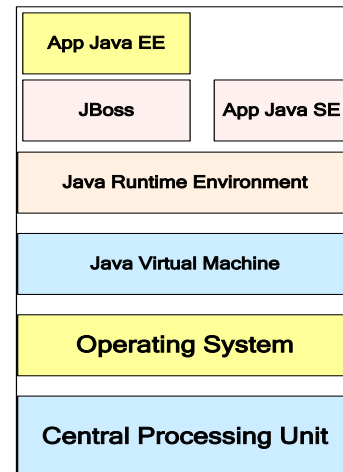 App Java EE
JBoss
App Java SE
Java Runtime Environment
Java Virtual Machine
Operating System
Central Processing Unit